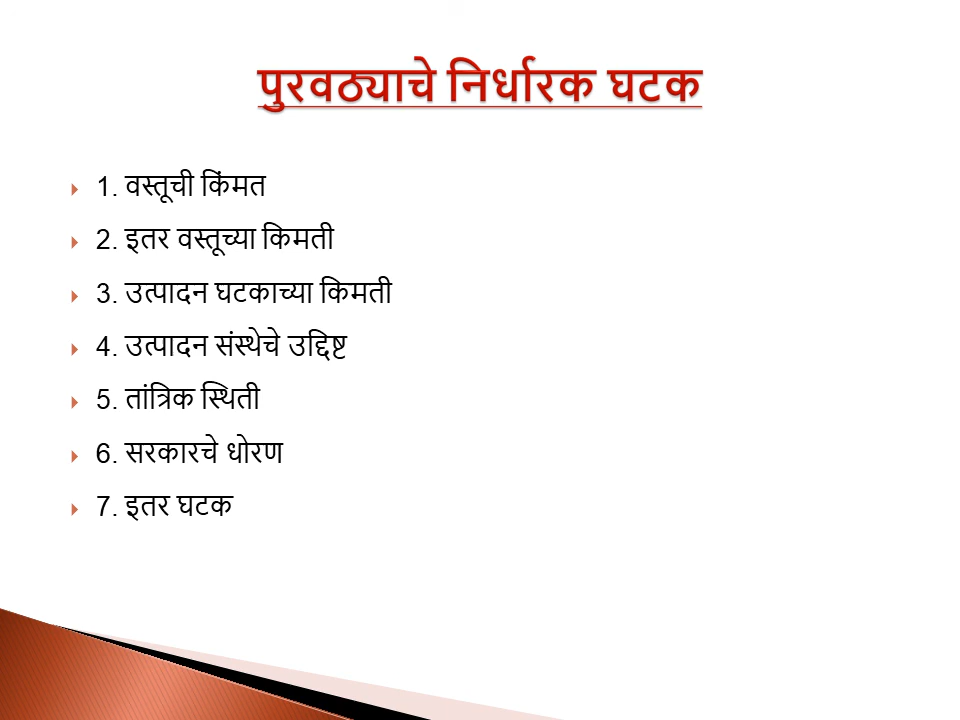 पुरवठ्याचे निर्धारक घटक
1. वस्तूची किंमत
2. इतर वस्तूच्या किमती
3. उत्पादन घटकाच्या किमती
4. उत्पादन संस्थेचे उद्दिष्ट
5. तांत्रिक स्थिती
6. सरकारचे धोरण
7. इतर घटक